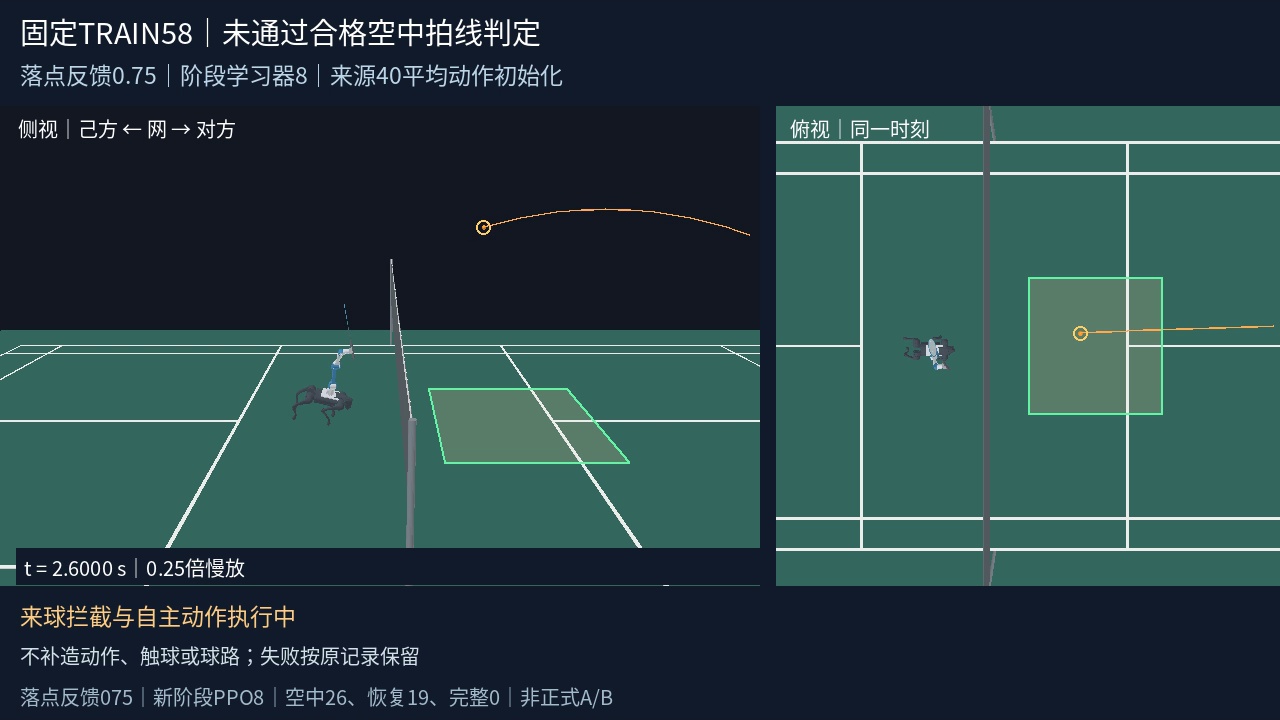 固定TRAIN58｜未通过合格空中拍线判定
落点反馈0.75｜阶段学习器8｜来源40平均动作初始化
侧视｜己方 ← 网 → 对方
俯视｜同一时刻
t = 2.6000 s｜0.25倍慢放
来球拦截与自主动作执行中
不补造动作、触球或球路；失败按原记录保留
落点反馈075｜新阶段PPO8｜空中26、恢复19、完整0｜非正式A/B